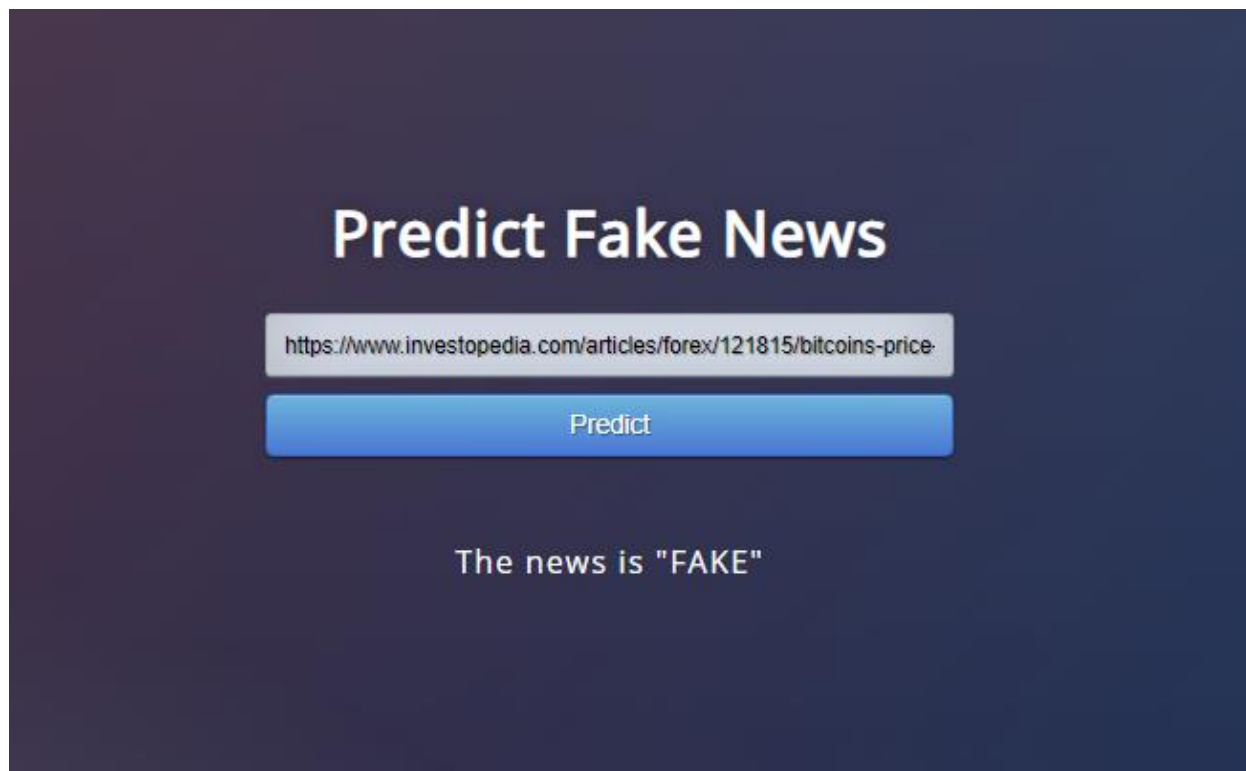 Predict Fake News
https://www.investopedia.com/articles/forex/121815/bitcoins-price-
Predict
The news is "FAKE"